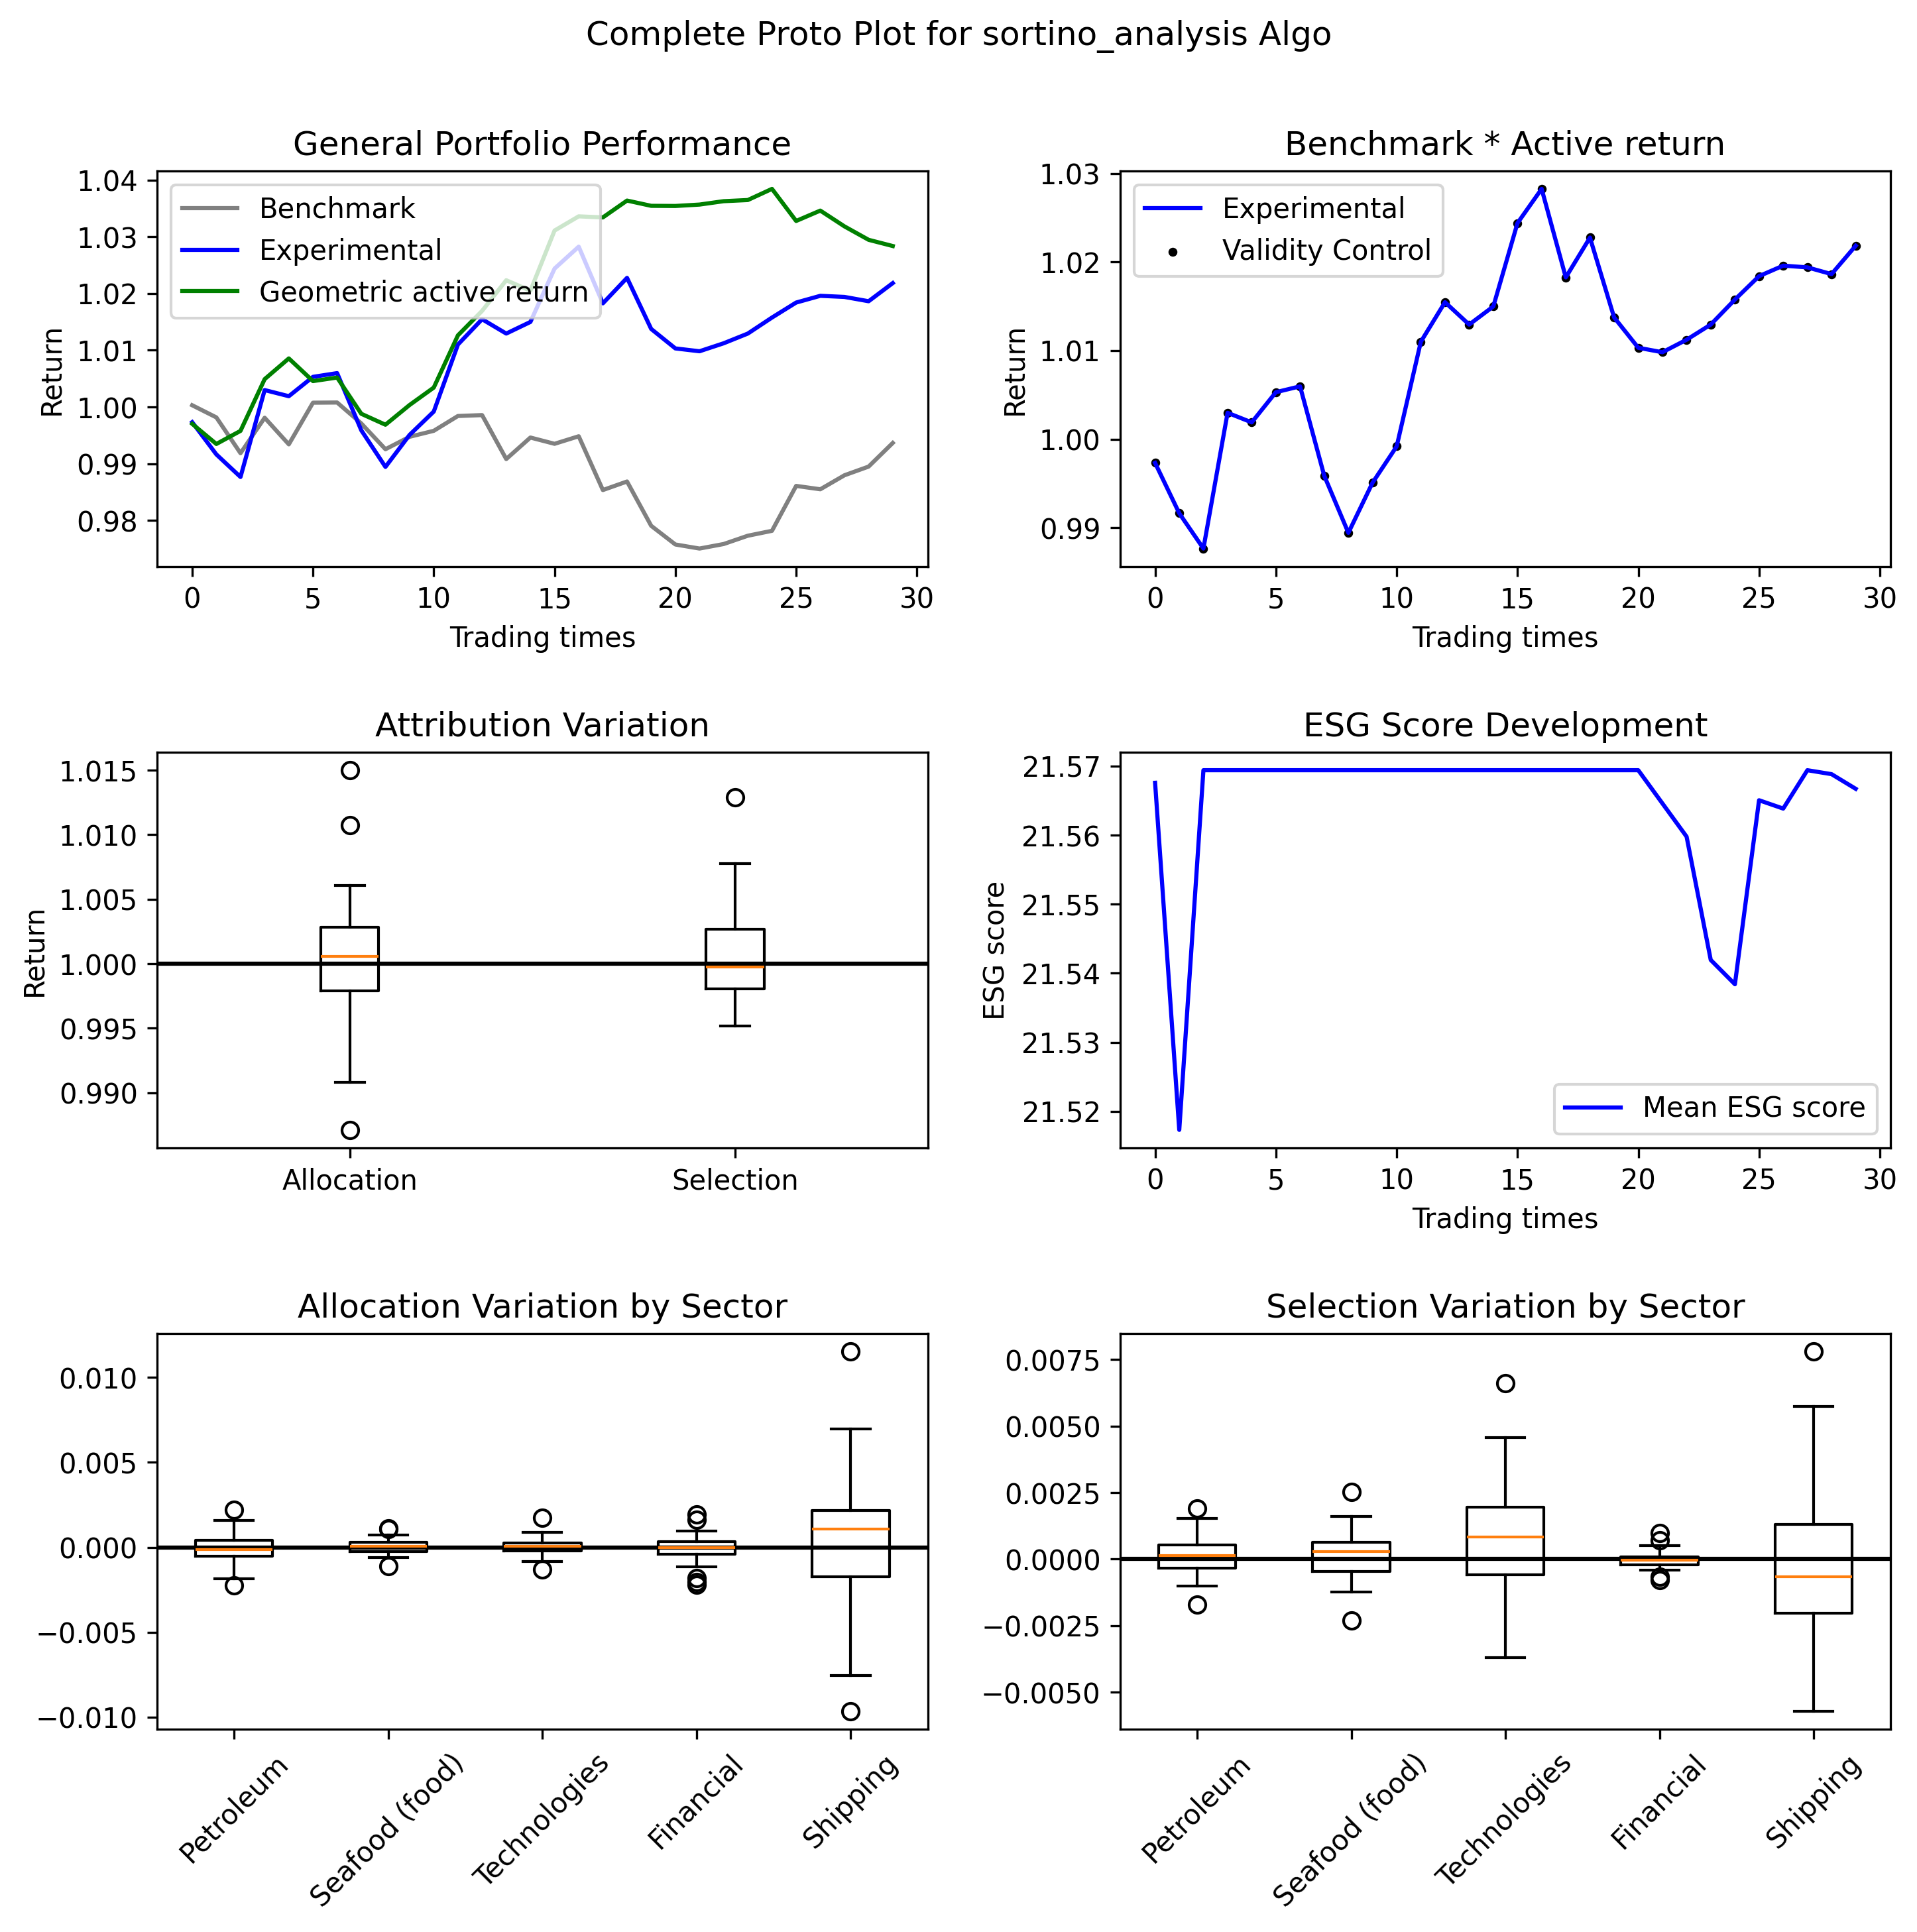 Complete Proto Plot for sortino_analysis Algo
General Portfolio Performance
1.04
1.03
1.02
1.01
1.00
0.99
0.98
Return
Benchmark
Experimental
Geometric active return
0 5 10 15 20 25 30
Trading times
Benchmark * Active return
1.03
1.02
1.01
1.00
0.99
Return
Experimental
Validity Control
0 5 10 15 20 25 30
Trading times
Attribution Variation
1.015
1.010
1.005
1.000
0.995
0.990
Return
Allocation Selection
ESG Score Development
21.57
21.56
21.55
21.54
21.53
21.52
ESG score
Mean ESG score
0 5 10 15 20 25 30
Trading times
Allocation Variation by Sector
0.010
0.005
0.000
−0.005
−0.010
Petroleum
Seafood (food)
Technologies
Financial
Shipping
Selection Variation by Sector
0.0075
0.0050
0.0025
0.0000
−0.0025
−0.0050
Petroleum
Seafood (food)
Technologies
Financial
Shipping